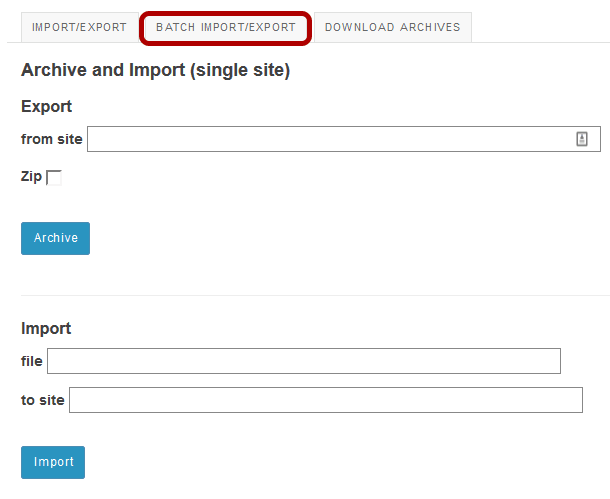 IMPORT/EXPORT BATCH IMPORT/EXPORT DOWNLOAD ARCHIVES
Archive and Import (single site)
Export
from site
Zip
Archive
Import
file
to site
Import